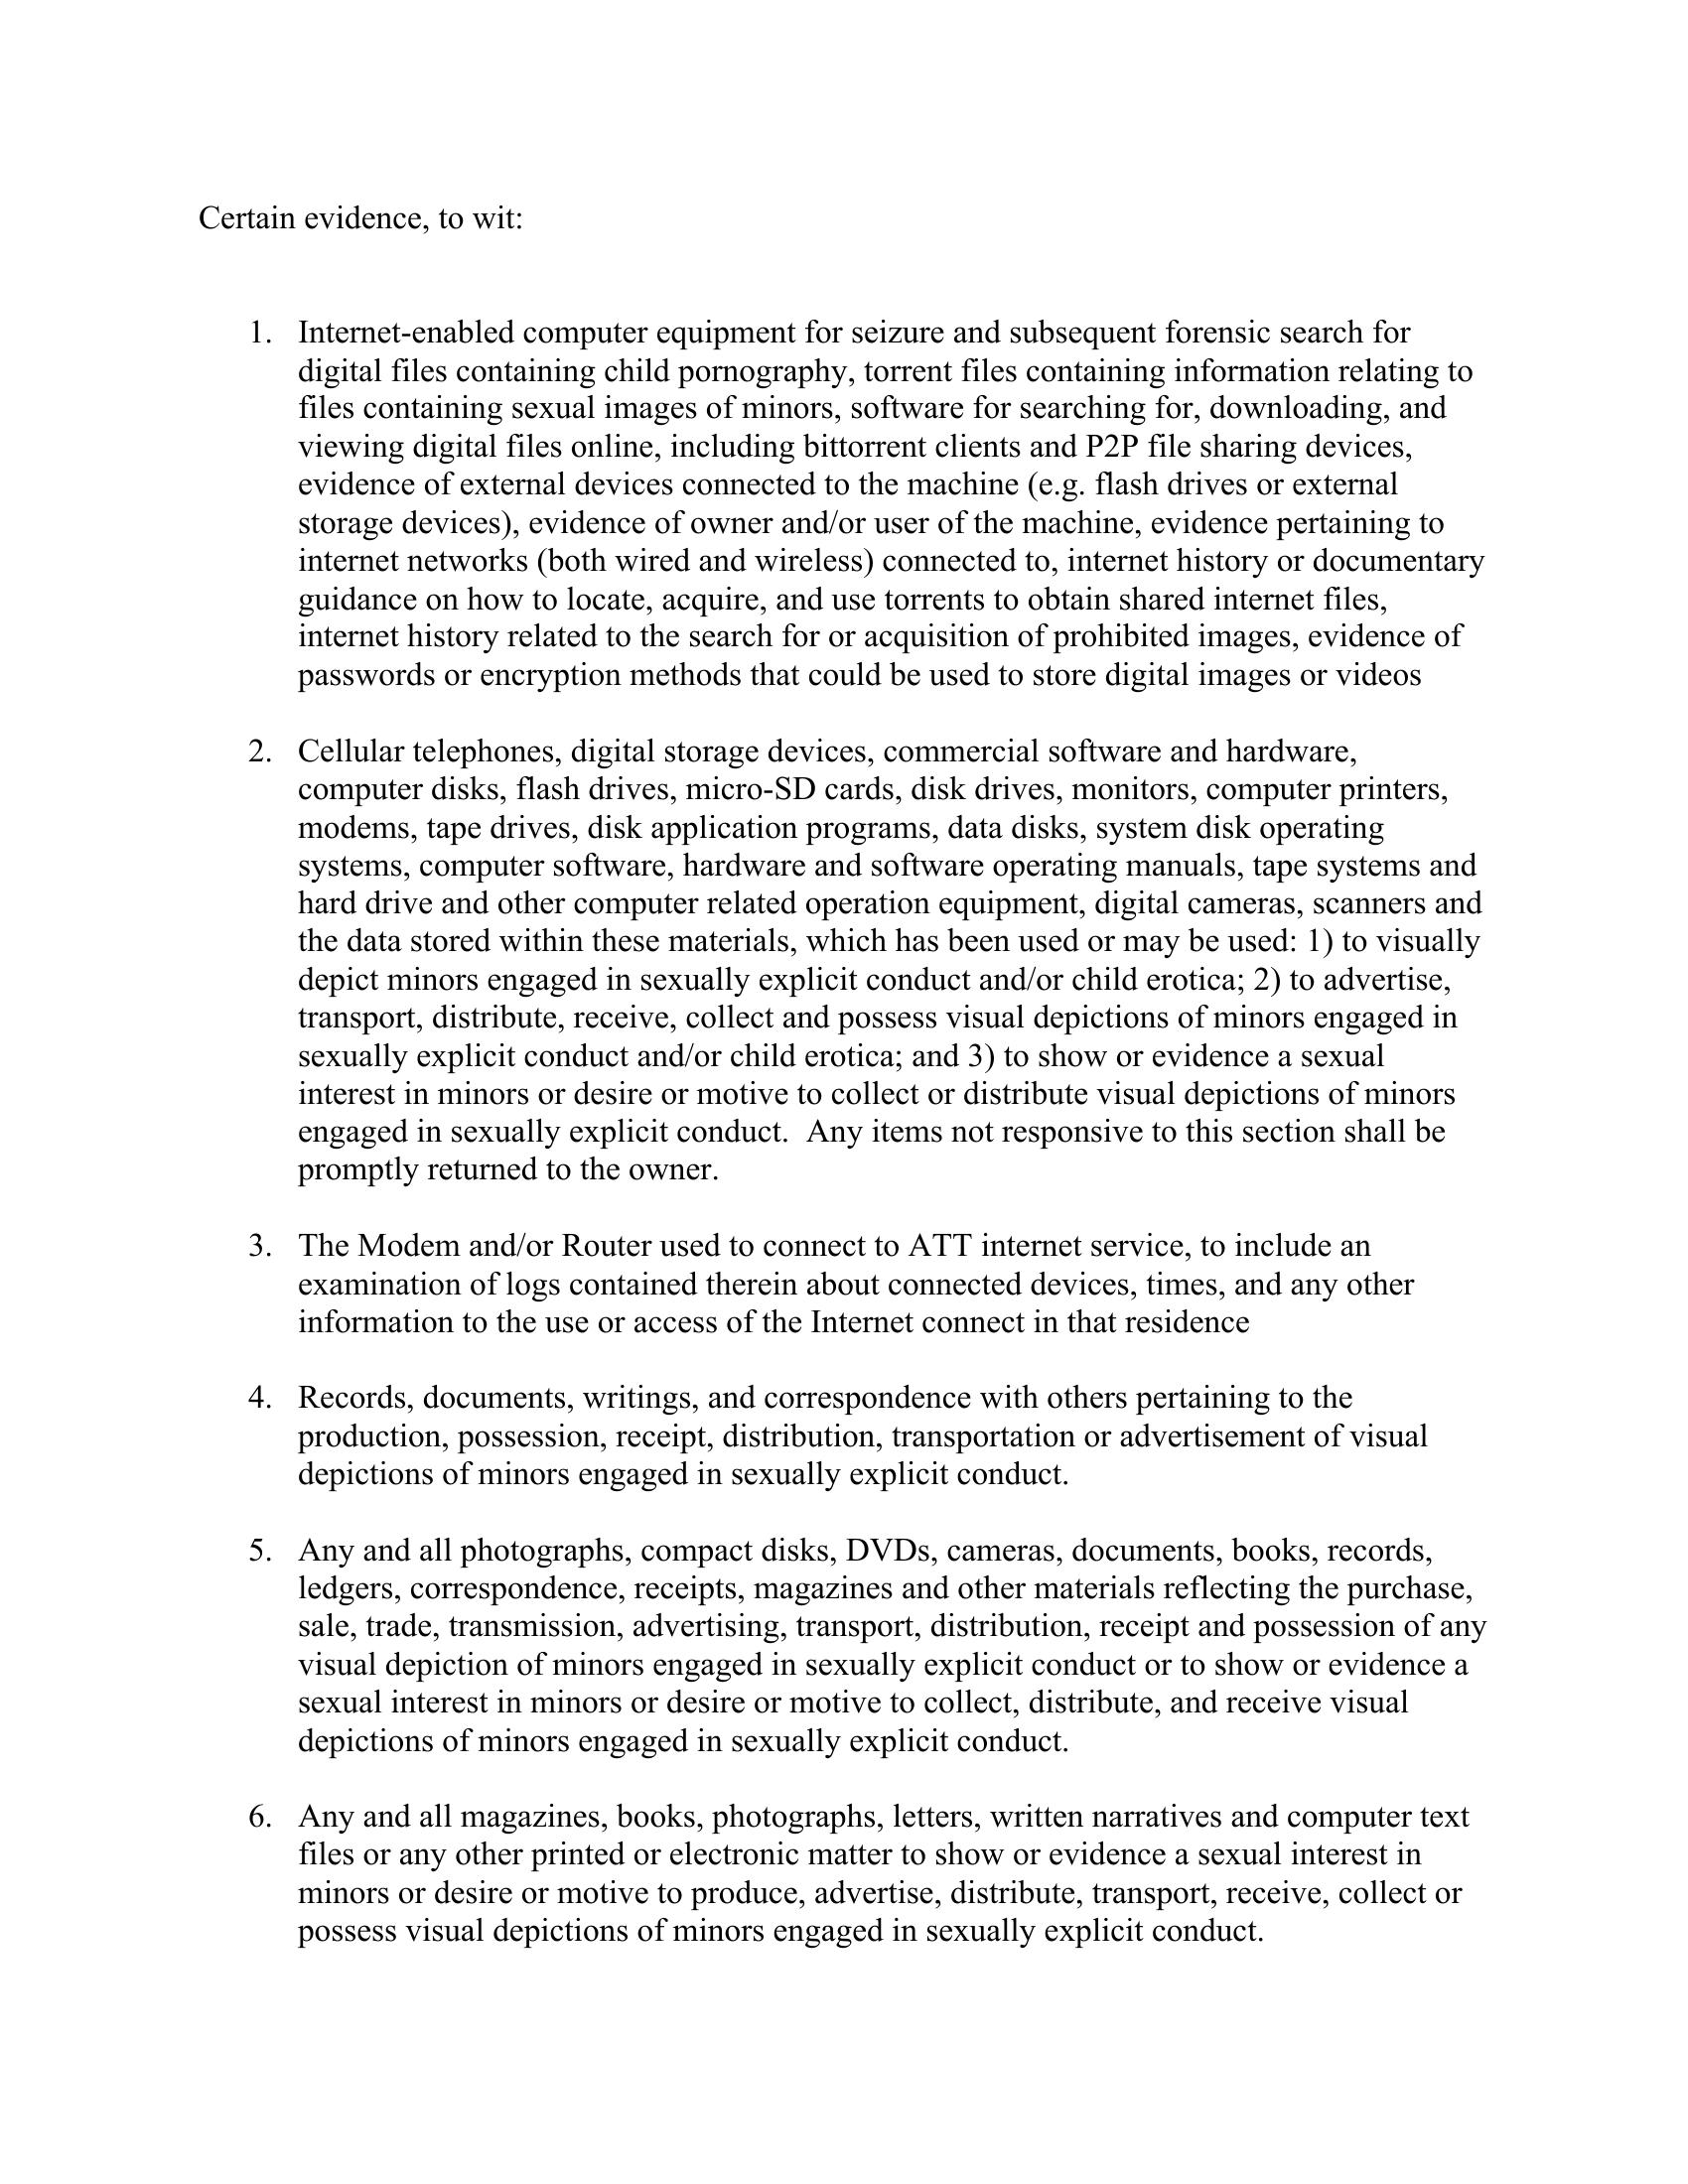 Certain evidence, to wit:
1. Internet-enabled computer equipment for seizure and subsequent forensic search for
digital files containing child pornography, torrent files containing information relating to
files containing sexual images of minors, software for searching for, downloading, and
viewing digital files online, including bittorrent clients and P2P file sharing devices,
evidence of external devices connected to the machine (e.g. flash drives or external
storage devices), evidence of owner and/or user of the machine, evidence pertaining to
internet networks (both wired and wireless) connected to, internet history or documentary
guidance on how to locate, acquire, and use torrents to obtain shared internet files,
internet history related to the search for or acquisition of prohibited images, evidence of
passwords or encryption methods that could be used to store digital images or videos
2. Cellular telephones, digital storage devices, commercial software and hardware,
computer disks, flash drives, micro-SD cards, disk drives, monitors, computer printers,
modems, tape drives, disk application programs, data disks, system disk operating
systems, computer software, hardware and software operating manuals, tape systems and
hard drive and other computer related operation equipment, digital cameras, scanners and
the data stored within these materials, which has been used or may be used: 1) to visually
depict minors engaged in sexually explicit conduct and/or child erotica; 2) to advertise,
transport, distribute, receive, collect and possess visual depictions of minors engaged in
sexually explicit conduct and/or child erotica; and 3) to show or evidence a sexual
interest in minors or desire or motive to collect or distribute visual depictions of minors
engaged in sexually explicit conduct.  Any items not responsive to this section shall be
promptly returned to the owner.
3. The Modem and/or Router used to connect to ATT internet service, to include an
examination of logs contained therein about connected devices, times, and any other
information to the use or access of the Internet connect in that residence
4. Records, documents, writings, and correspondence with others pertaining to the
production, possession, receipt, distribution, transportation or advertisement of visual
depictions of minors engaged in sexually explicit conduct.
5. Any and all photographs, compact disks, DVDs, cameras, documents, books, records,
ledgers, correspondence, receipts, magazines and other materials reflecting the purchase,
sale, trade, transmission, advertising, transport, distribution, receipt and possession of any
visual depiction of minors engaged in sexually explicit conduct or to show or evidence a
sexual interest in minors or desire or motive to collect, distribute, and receive visual
depictions of minors engaged in sexually explicit conduct.
6. Any and all magazines, books, photographs, letters, written narratives and computer text
files or any other printed or electronic matter to show or evidence a sexual interest in
minors or desire or motive to produce, advertise, distribute, transport, receive, collect or
possess visual depictions of minors engaged in sexually explicit conduct.